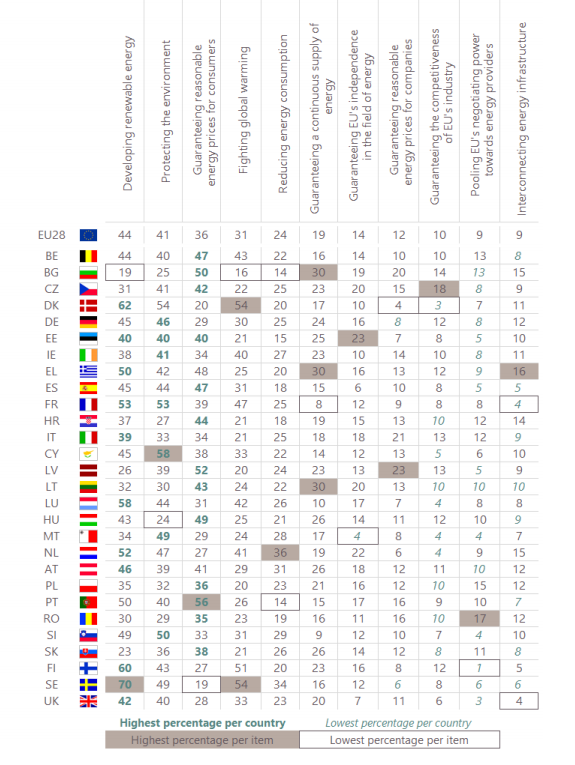 Developing renewable energy
Protecting the environment
Guaranteeing reasonable
energy prices for consumers
Fighting global warming
Reducing energy consumption
Guaranteeing a continuous supply of
energy
Guaranteeing EU's independence
in the field of energy
Guaranteeing reasonable
energy prices for companies
Guaranteeing the competitiveness
of EU's industry
Pooling EU's negotiating power
towards energy providers
Interconnecting energy infrastructure
EU28 44 41 36 31 24 19 14 12 10 9 9
BE 44 40 47 43 22 16 14 10 10 13 8
BG 19 25 50 16 14 30 19 20 14 13 15
CZ 31 41 42 22 25 23 20 15 18 8 9
DK 62 54 20 54 20 17 10 4 3 7 11
DE 45 46 29 30 25 24 16 8 12 8 12
EE 40 40 40 21 15 25 23 7 8 5 10
IE 38 41 34 40 27 23 10 14 10 8 11
EL 50 42 48 25 20 30 16 13 12 9 16
ES 45 44 47 31 18 15 6 10 8 5 5
FR 53 53 39 47 25 8 12 9 8 8 4
HR 37 27 44 21 18 19 15 13 10 12 14
IT 39 33 34 21 25 18 18 21 13 12 9
CY 45 58 38 33 22 14 12 13 5 6 10
LV 26 39 52 20 24 23 13 23 13 5 9
LT 32 30 43 24 22 30 20 13 10 10 10
LU 58 44 31 42 26 10 17 7 4 8 8
HU 43 24 49 25 21 26 14 11 12 10 9
MT 34 49 29 24 28 17 4 8 4 4 7
NL 52 47 27 41 36 19 22 6 4 9 15
AT 46 39 41 29 31 26 18 12 11 10 12
PL 35 32 36 20 23 21 16 12 10 15 12
PT 50 40 56 26 14 15 17 16 9 10 7
RO 30 29 35 23 19 16 11 16 10 17 12
SI 49 50 33 31 29 9 12 10 7 4 10
SK 23 36 38 21 26 26 14 12 8 11 8
FI 60 43 27 51 20 23 16 8 12 1 5
SE 70 49 19 54 34 16 12 6 8 6 6
UK 42 40 28 33 23 20 7 11 6 3 4
Highest percentage per country Lowest percentage per country
Highest percentage per item Lowest percentage per item